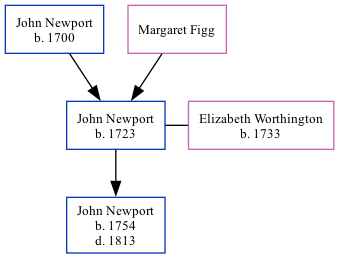 John Newport
b. 1700
Margaret Figg
John Newport
b. 1723
Elizabeth Worthington
b. 1733
John Newport
b. 1754
d. 1813